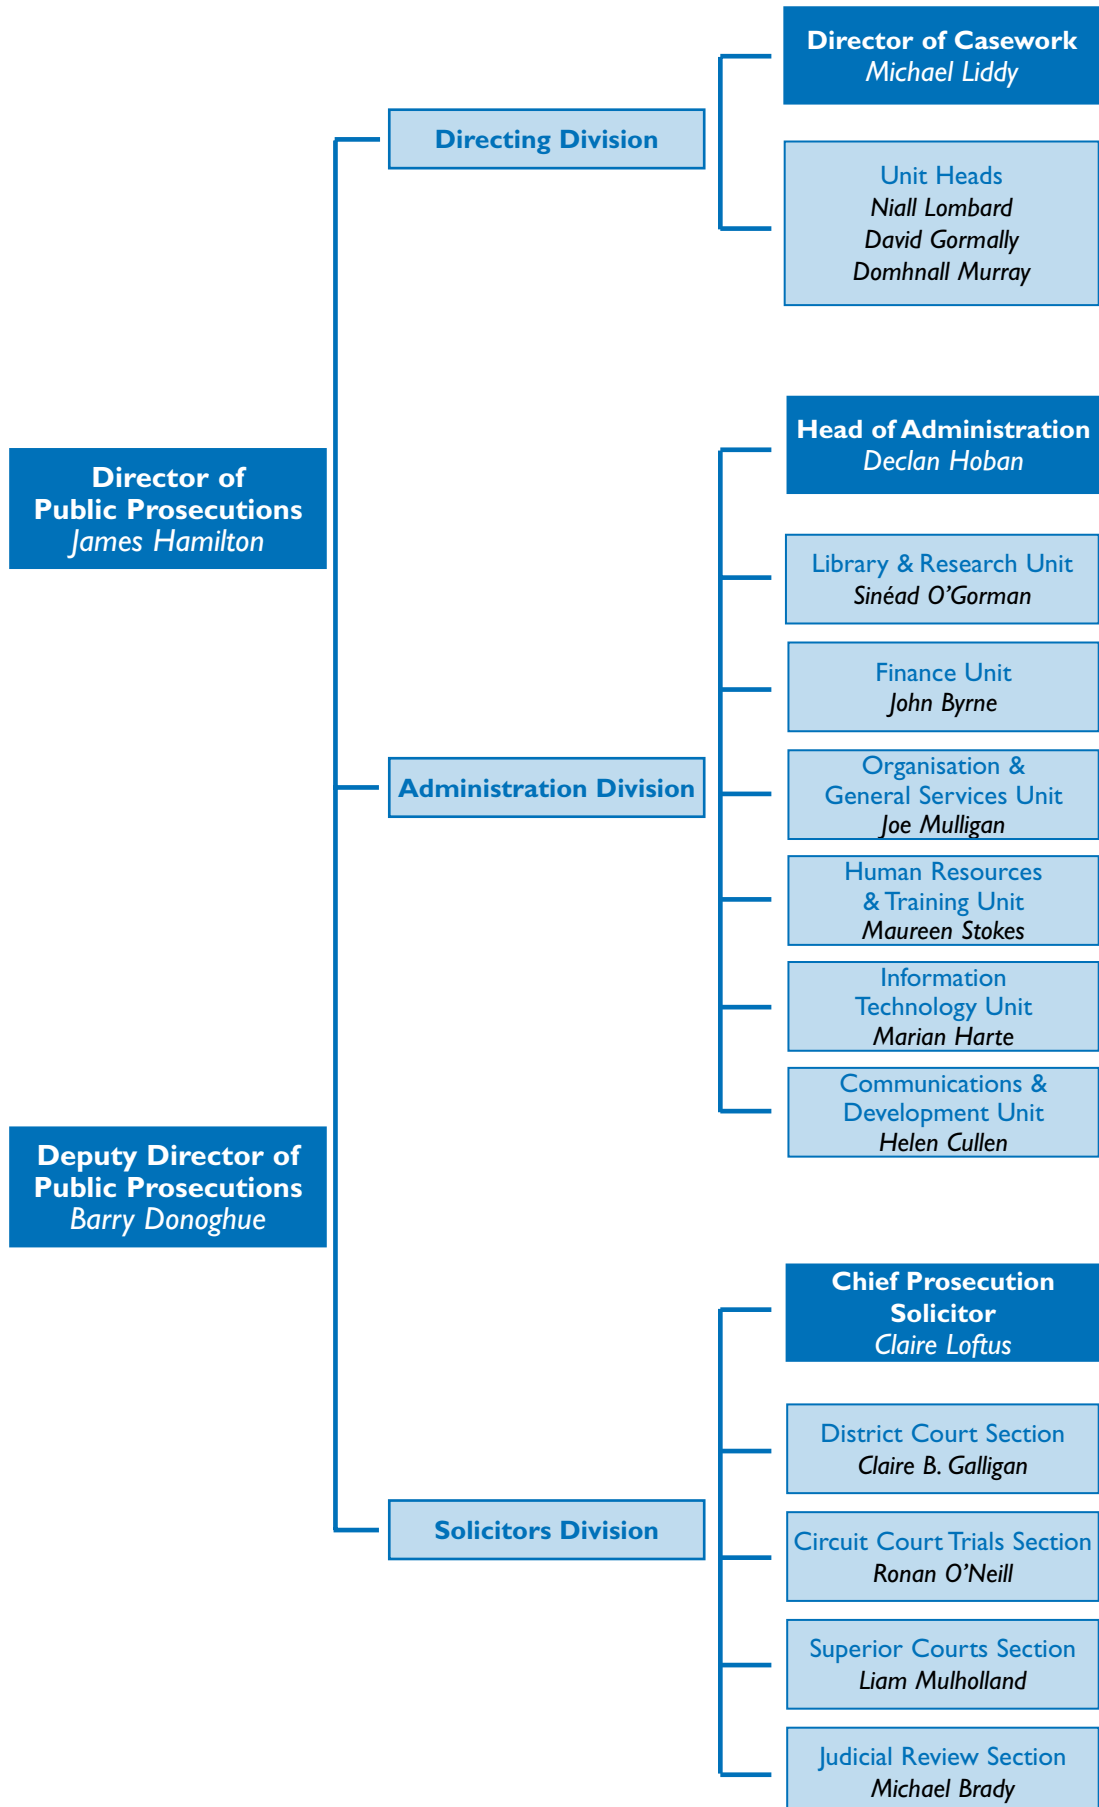 Director of
Public Prosecutions
James Hamilton
Deputy Director of
Public Prosecutions
Barry Donoghue
Directing Division
Director of Casework
Michael Liddy
Unit Heads
Niall Lombard
David Gormally
Domhnall Murray
Administration Division
Head of Administration
Declan Hoban
Library & Research Unit
Sinéad O’Gorman
Finance Unit
John Byrne
Organisation &
General Services Unit
Joe Mulligan
Human Resources
& Training Unit
Maureen Stokes
Information
Technology Unit
Marian Harte
Communications &
Development Unit
Helen Cullen
Solicitors Division
Chief Prosecution
Solicitor
Claire Loftus
District Court Section
Claire B. Galligan
Circuit Court Trials Section
Ronan O’Neill
Superior Courts Section
Liam Mulholland
Judicial Review Section
Michael Brady